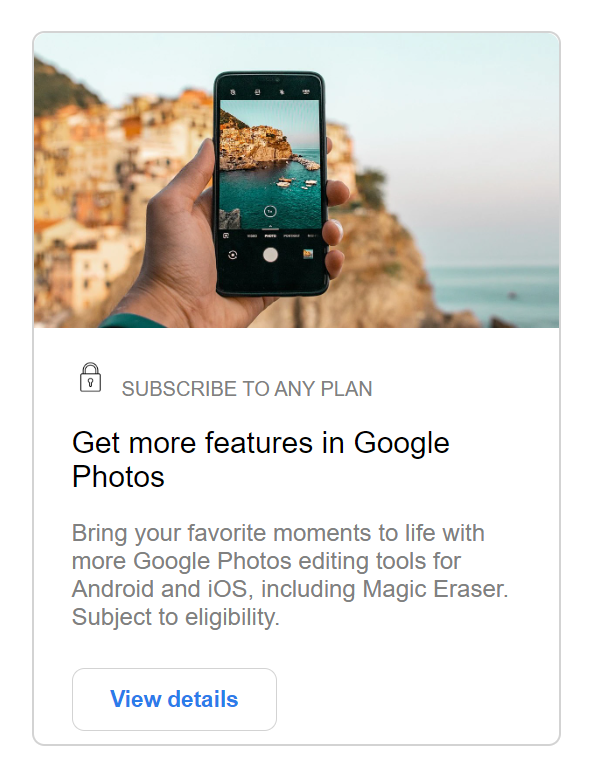 SUBSCRIBE TO ANY PLAN
Get more features in Google
Photos
Bring your favorite moments to life with
more Google Photos editing tools for
Android and iOS, including Magic Eraser.
Subject to eligibility.
View details